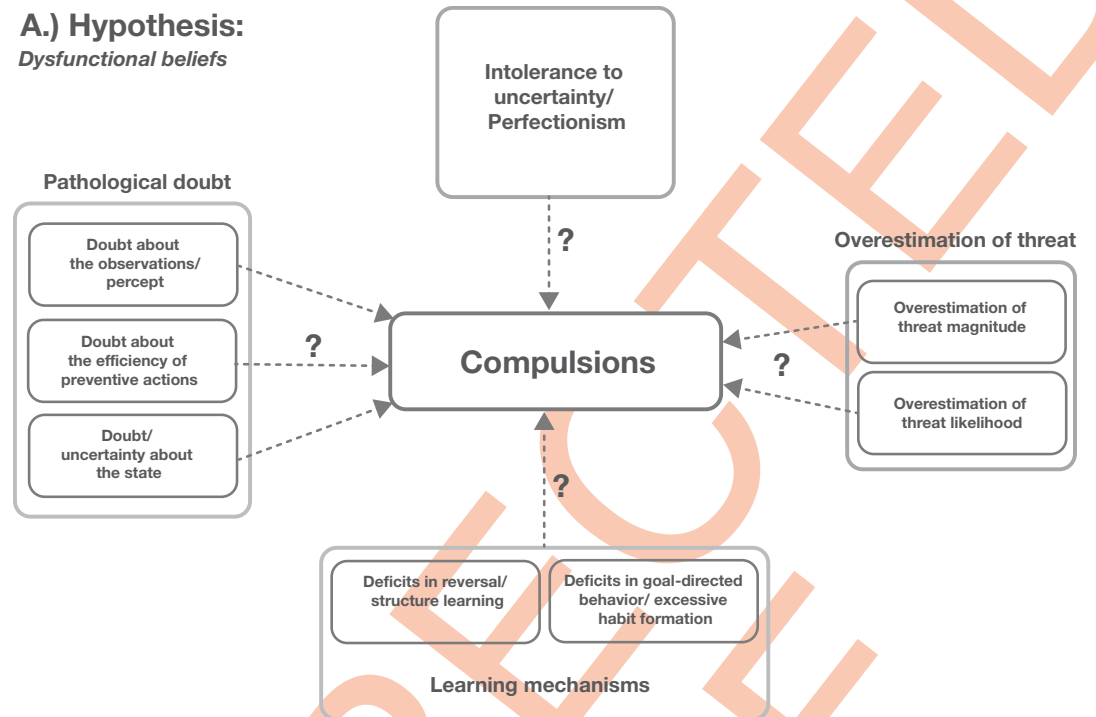 A.) Hypothesis:
Dysfunctional beliefs
Intolerance to
uncertainty/
Perfectionism
?
Pathological doubt
Doubt about
the observations/
percept
Doubt about
the efficiency of
preventive actions
Doubt/
uncertainty about
the state
?
Compulsions
Overestimation of threat
Overestimation of
threat magnitude
Overestimation of
threat likelihood
?
?
Deficits in reversal/
structure learning
Deficits in goal-directed
behavior/ excessive
habit formation
Learning mechanisms